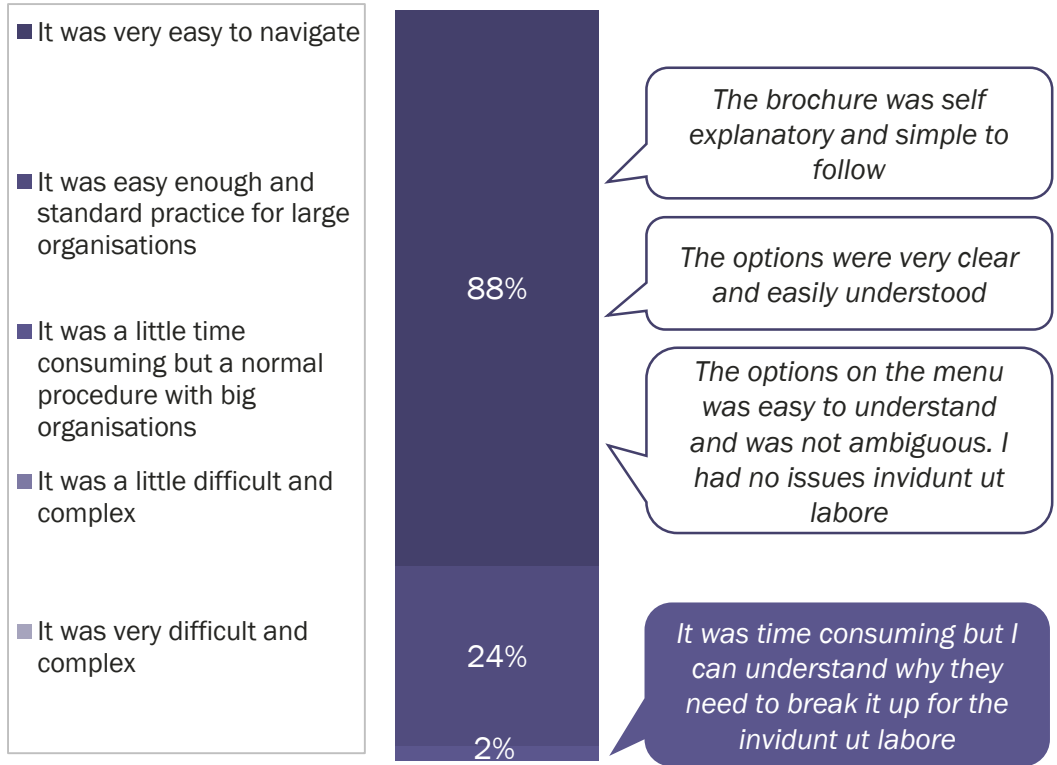 It was very easy to navigate
It was easy enough and
standard practice for large
organisations
It was a little time
consuming but a normal
procedure with big
organisations
It was a little difficult and
complex
It was very difficult and
complex
88%
24%
2%
The brochure was self
explanatory and simple to
follow
The options were very clear
and easily understood
The options on the menu
was easy to understand
and was not ambiguous. I
had no issues invidunt ut
labore
It was time consuming but I
can understand why they
need to break it up for the
invidunt ut labore